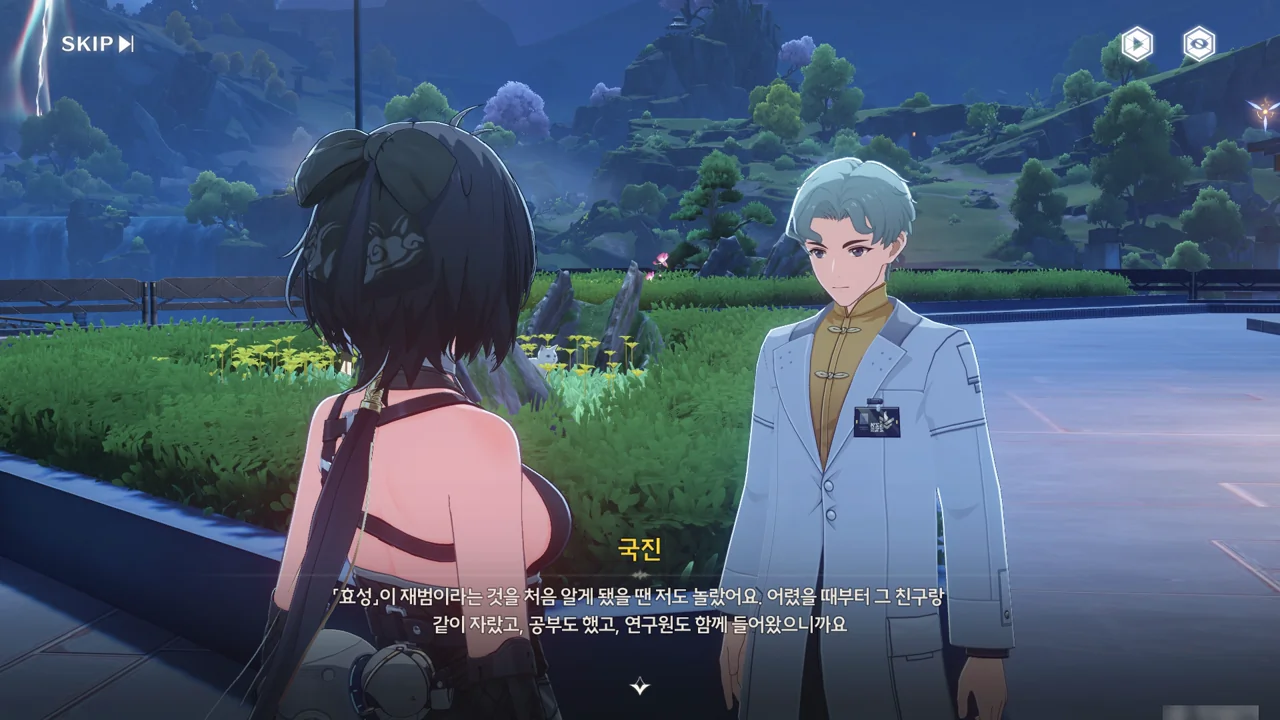 SKIP
국진
「효성」이 재범이라는 것을 처음 알게 됐을 땐 저도 놀랐어요. 어렸을 때부터 그 친구랑
같이 자랐고, 공부도 했고, 연구원도 함께 들어왔으니까요